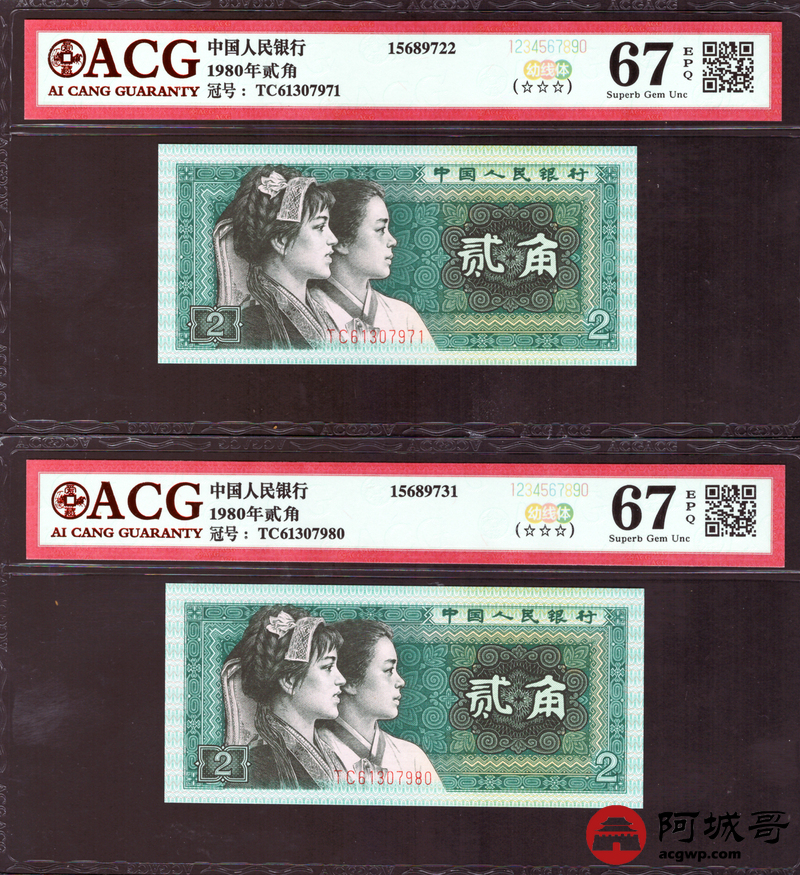 ACG
AI CANG GUARANTY
中国人民银行
1980年贰角
冠号： TC61307971
15689722
1234567890
幼线体
(☆☆☆)
67
EPQ
Superb Gem Unc
中国人民银行
贰角
2
TC61307971
2
ACG
AI CANG GUARANTY
中国人民银行
1980年贰角
冠号： TC61307980
15689731
1234567890
幼线体
(☆☆☆)
67
EPQ
Superb Gem Unc
中国人民银行
贰角
2
TC61307980
2
阿城哥
acgwp.com